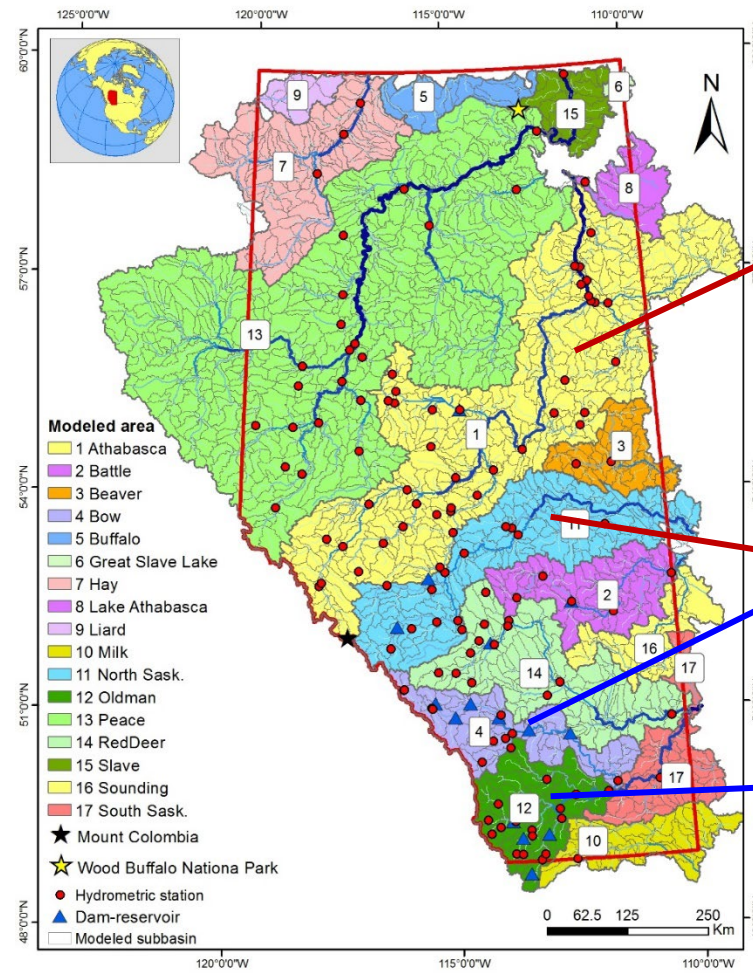 125°0'0"W
115°0'0"W
110°0'0"W
60°0'0"N
57°0'0"N
54°0'0"N
51°0'0"N
48°0'0"N
N
9
5
6
15
7
8
13
1
3
11
2
16
14
17
4
17
12
10
Modeled area
1 Athabasca
2 Battle
3 Beaver
4 Bow
5 Buffalo
6 Great Slave Lake
7 Hay
8 Lake Athabasca
9 Liard
10 Milk
11 North Sask.
12 Oldman
13 Peace
14 RedDeer
15 Slave
16 Sounding
17 South Sask.
Mount Colombia
Wood Buffalo Nationa Park
Hydrometric station
Dam-reservoir
Modeled subbasin
0 62.5 125 250
Km
120°0'0"W
115°0'0"W
110°0'0"W